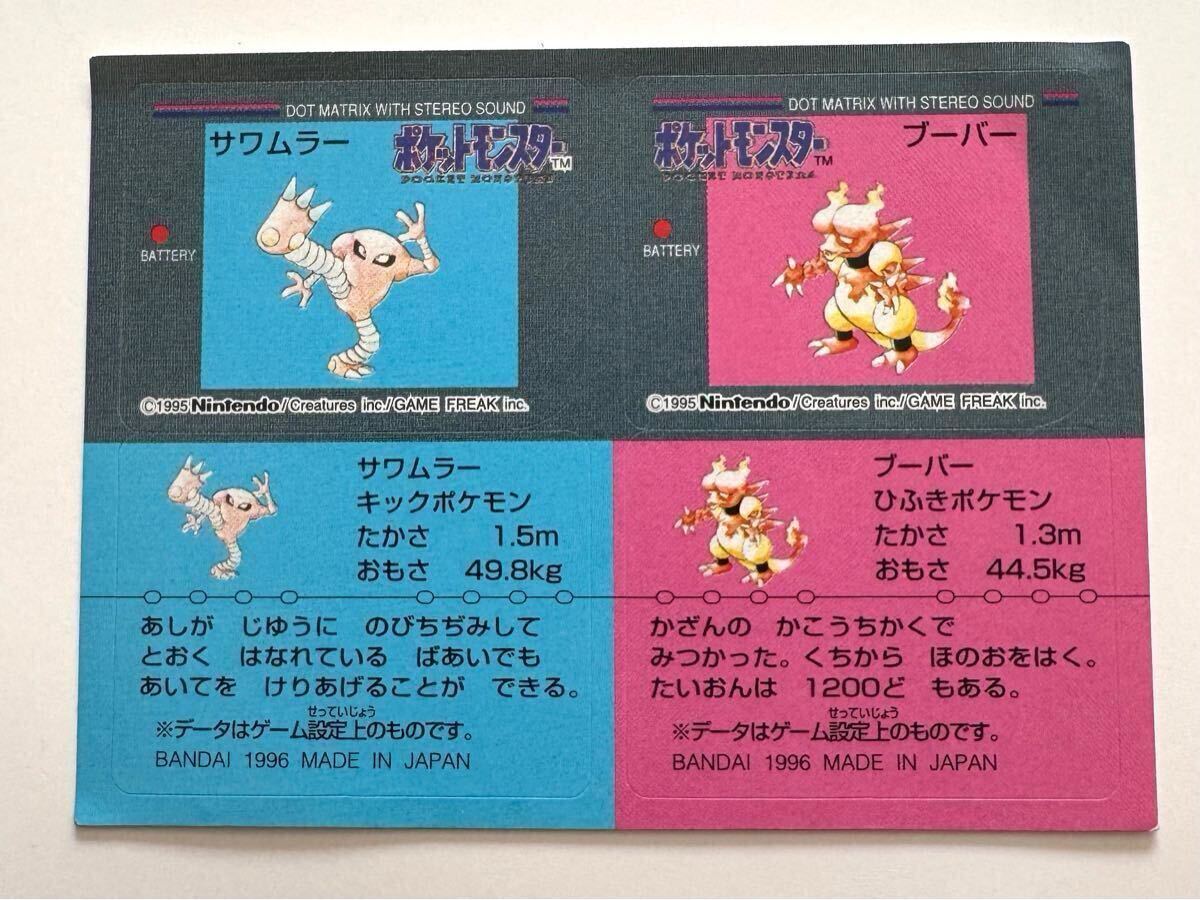 DOT MATRIX WITH STEREO SOUND
サワムラー
ポケットモンスター™
POCKET MONSTERS
BATTERY
©1995 Nintendo/Creatures inc./GAME FREAK inc.
サワムラー
キックポケモン
たかさ 1.5m
おもさ 49.8kg
あしが じゆうに のびちぢみして
とおく はなれている ばあいでも
あいてを けりあげることが できる。
せっていじょう
※データはゲーム設定上のものです。
BANDAI 1996 MADE IN JAPAN
DOT MATRIX WITH STEREO SOUND
ポケットモンスター™
POCKET MONSTERS
ブーバー
BATTERY
©1995 Nintendo/Creatures inc./GAME FREAK inc.
ブーバー
ひふきポケモン
たかさ 1.3m
おもさ 44.5kg
かざんの かこうちかくで
みつかった。くちから ほのおをはく。
たいおんは 1200ど もある。
せっていじょう
※データはゲーム設定上のものです。
BANDAI 1996 MADE IN JAPAN